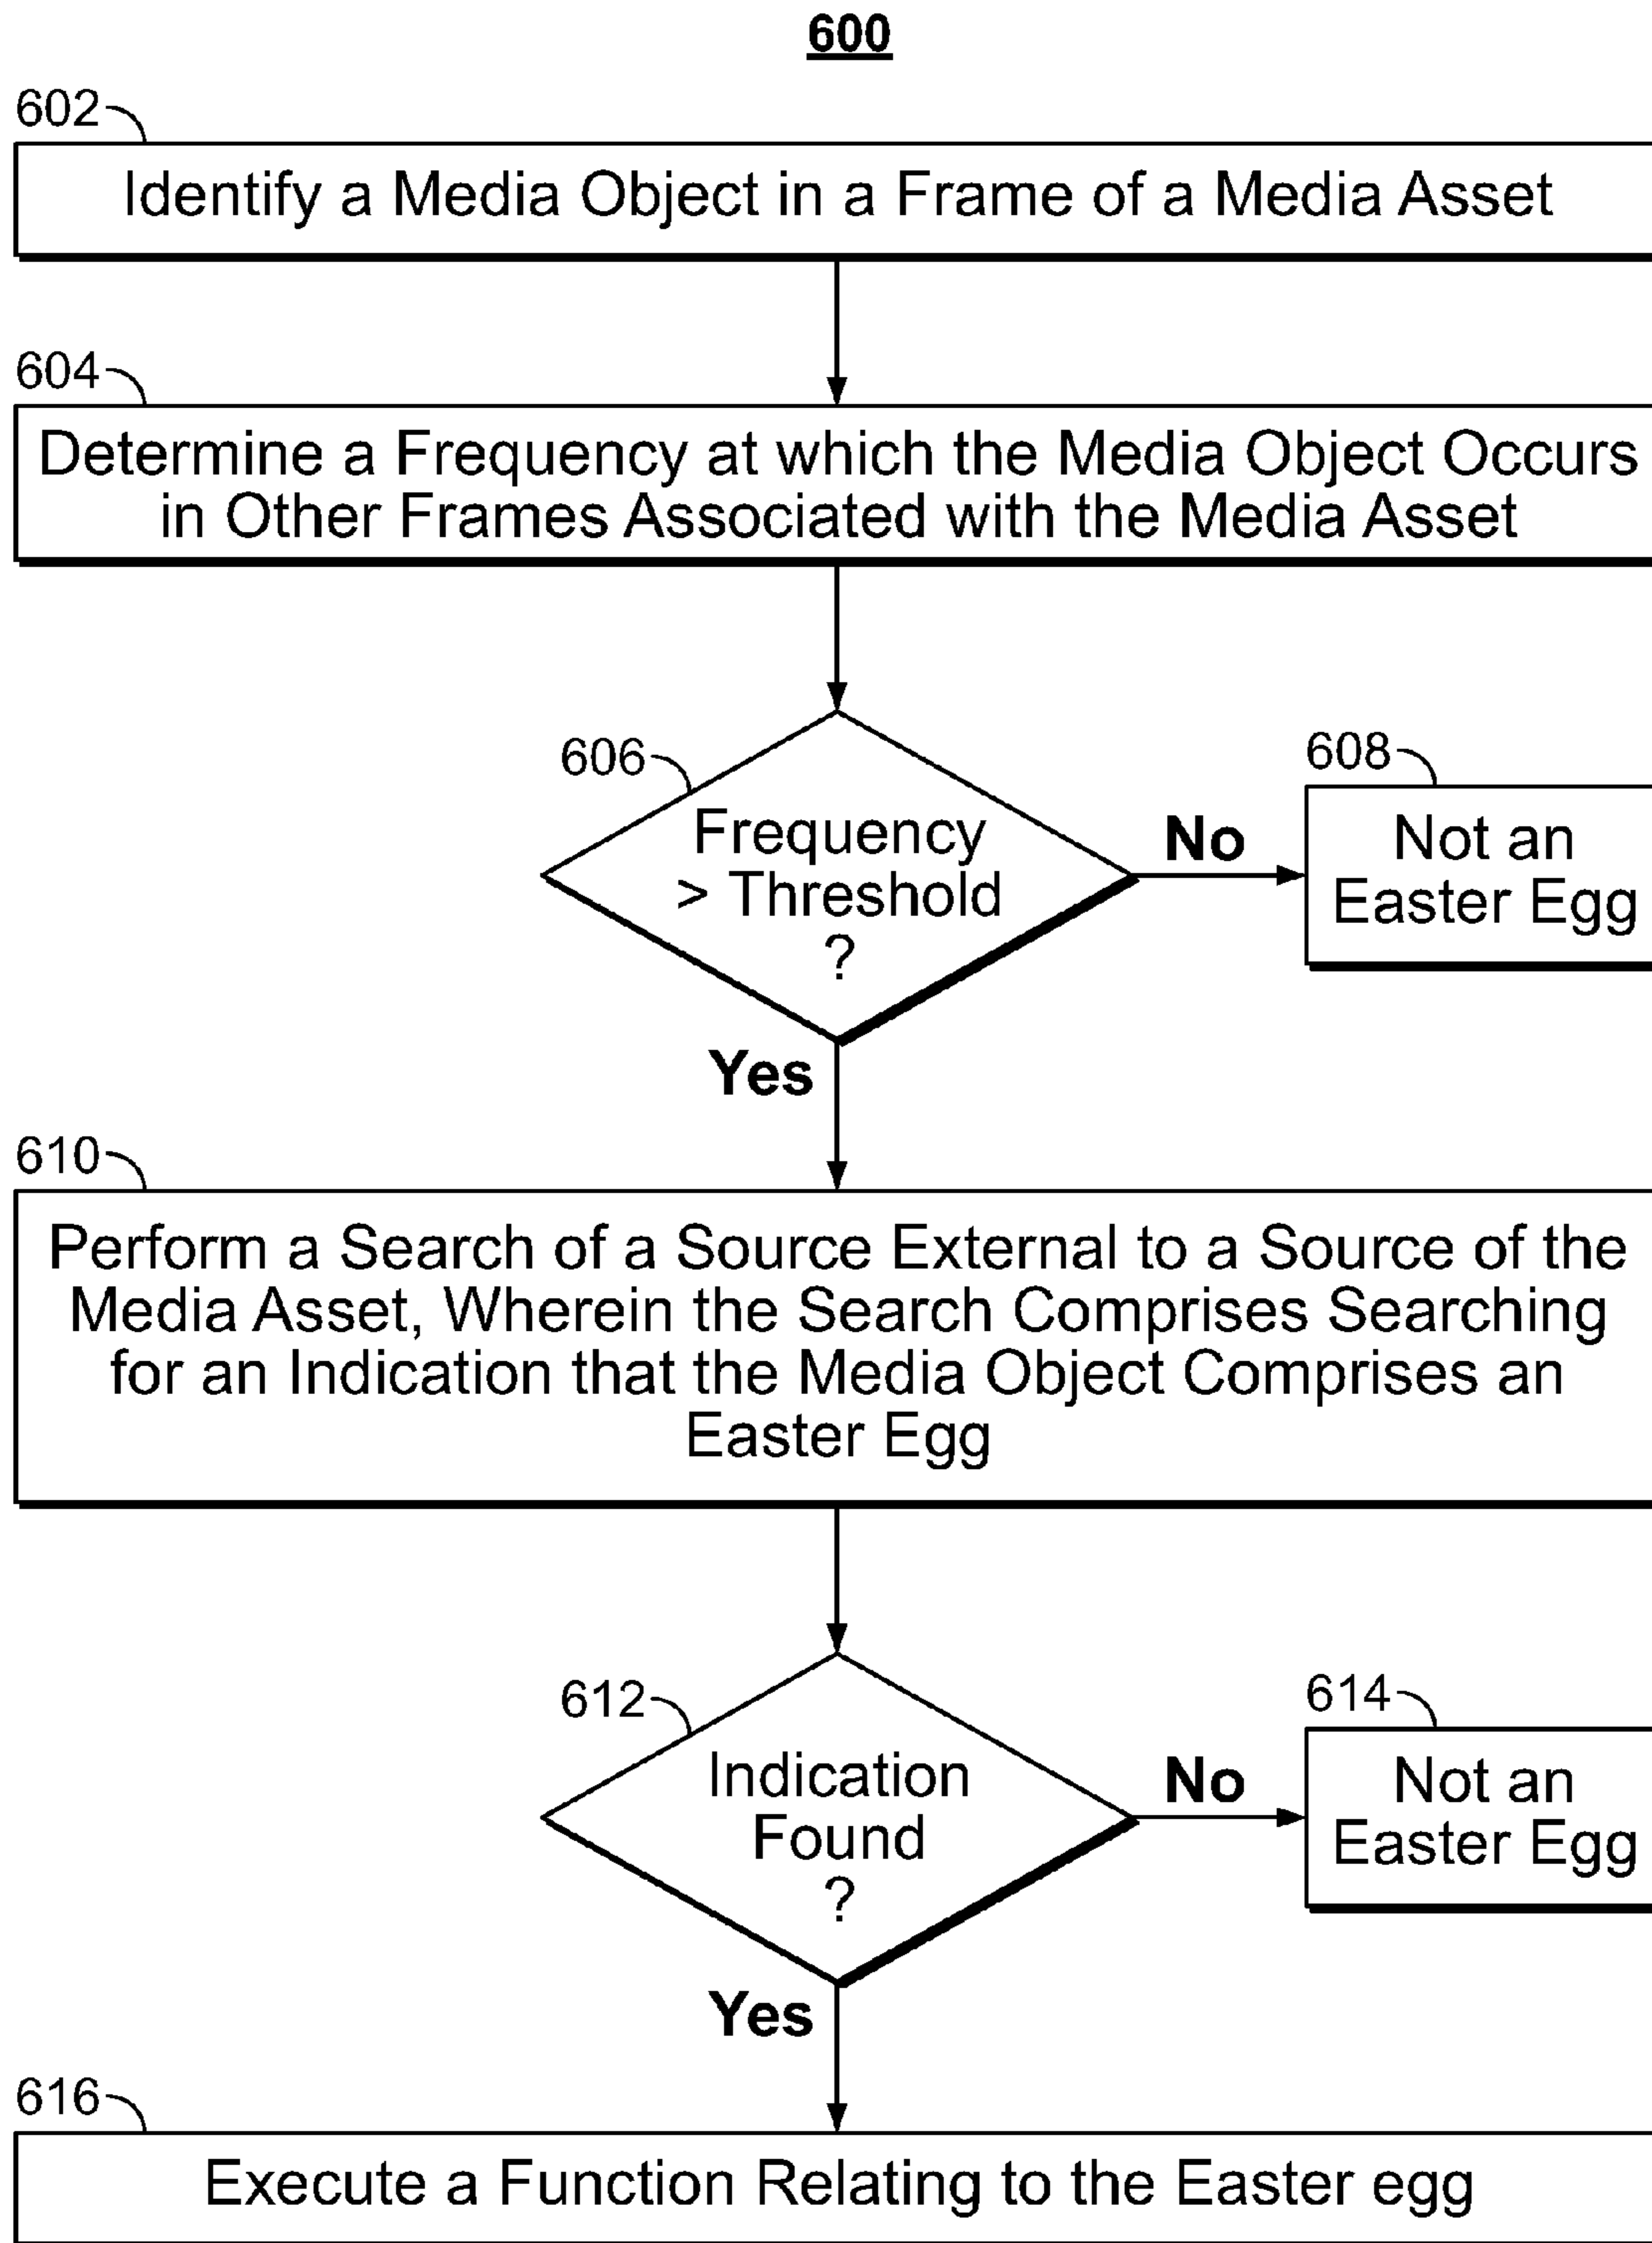 600
602
Identify a Media Object in a Frame of a Media Asset
604
Determine a Frequency at which the Media Object Occurs
in Other Frames Associated with the Media Asset
606
Frequency
> Threshold
?
No
608
Not an
Easter Egg
Yes
610
Perform a Search of a Source External to a Source of the
Media Asset, Wherein the Search Comprises Searching
for an Indication that the Media Object Comprises an
Easter Egg
612
Indication
Found
?
No
614
Not an
Easter Egg
Yes
616
Execute a Function Relating to the Easter egg